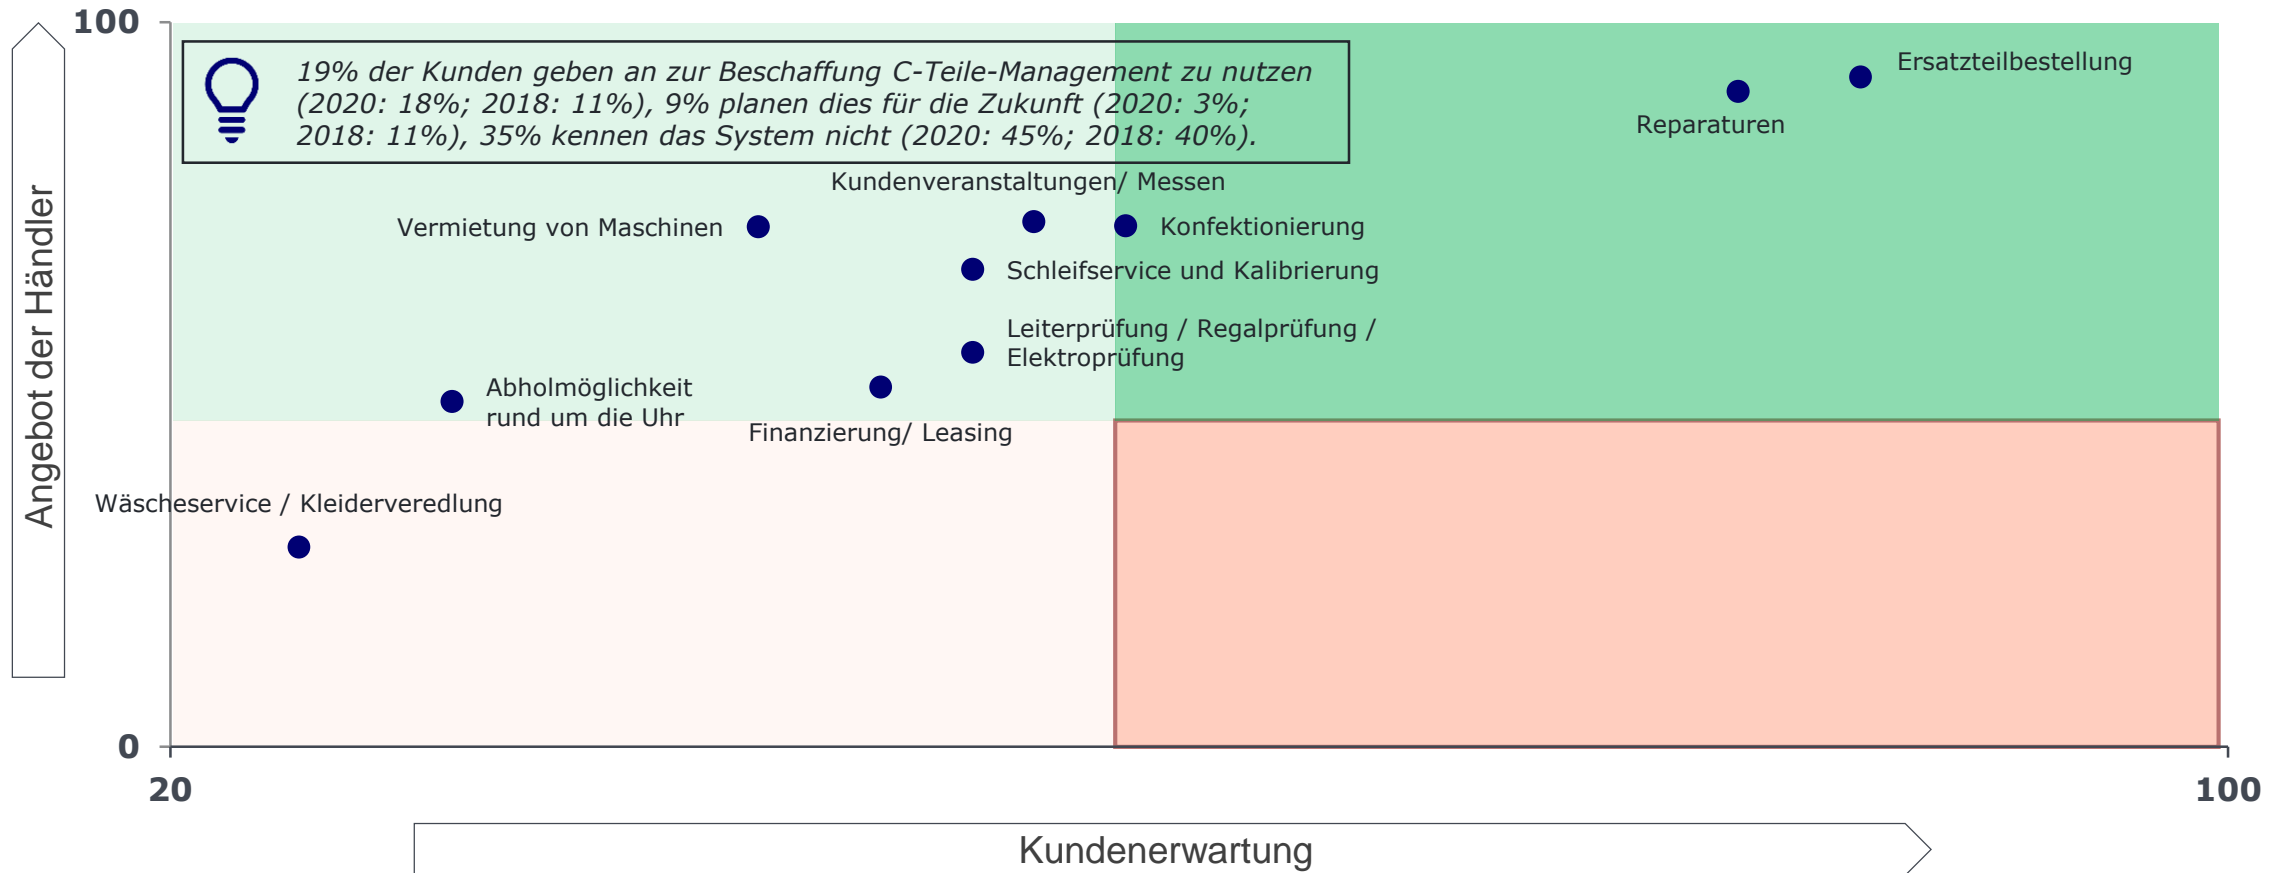 100
19% der Kunden geben an zur Beschaffung C-Teile-Management zu nutzen
(2020: 18%; 2018: 11%), 9% planen dies für die Zukunft (2020: 3%;
2018: 11%), 35% kennen das System nicht (2020: 45%; 2018: 40%).
Ersatzteilbestellung
Reparaturen
Kundenveranstaltungen/ Messen
Vermietung von Maschinen
Konfektionierung
Schleifservice und Kalibrierung
Leiterprüfung / Regalprüfung /
Elektroprüfung
Abholmöglichkeit
rund um die Uhr
Finanzierung/ Leasing
Wäscheservice / Kleiderveredlung
Angebot der Händler
0
20
100
Kundenerwartung